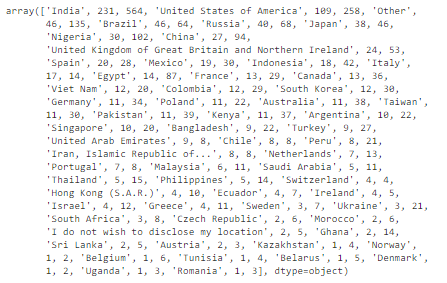 array(['India', 231, 564, 'United States of America', 109, 258, 'Other',
46, 135, 'Brazil', 46, 64, 'Russia', 40, 68, 'Japan', 38, 46,
'Nigeria', 30, 102, 'China', 27, 94,
'United Kingdom of Great Britain and Northern Ireland', 24, 53,
'Spain', 20, 28, 'Mexico', 19, 30, 'Indonesia', 18, 42, 'Italy',
17, 14, 'Egypt', 14, 87, 'France', 13, 29, 'Canada', 13, 36,
'Viet Nam', 12, 20, 'Colombia', 12, 29, 'South Korea', 12, 30,
'Germany', 11, 34, 'Poland', 11, 22, 'Australia', 11, 38, 'Taiwan',
11, 30, 'Pakistan', 11, 39, 'Kenya', 11, 37, 'Argentina', 10, 22,
'Singapore', 10, 20, 'Bangladesh', 9, 22, 'Turkey', 9, 27,
'United Arab Emirates', 9, 8, 'Chile', 8, 8, 'Peru', 8, 21,
'Iran, Islamic Republic of...', 8, 8, 'Netherlands', 7, 13,
'Portugal', 7, 8, 'Malaysia', 6, 11, 'Saudi Arabia', 5, 11,
'Thailand', 5, 15, 'Philippines', 5, 14, 'Switzerland', 4, 4,
'Hong Kong (S.A.R.)', 4, 10, 'Ecuador', 4, 7, 'Ireland', 4, 5,
'Israel', 4, 12, 'Greece', 4, 11, 'Sweden', 3, 7, 'Ukraine', 3, 21,
'South Africa', 3, 8, 'Czech Republic', 2, 6, 'Morocco', 2, 6,
'I do not wish to disclose my location', 2, 5, 'Ghana', 2, 14,
'Sri Lanka', 2, 5, 'Austria', 2, 3, 'Kazakhstan', 1, 4, 'Norway',
1, 2, 'Belgium', 1, 6, 'Tunisia', 1, 4, 'Belarus', 1, 5, 'Denmark',
1, 2, 'Uganda', 1, 3, 'Romania', 1, 3], dtype=object)